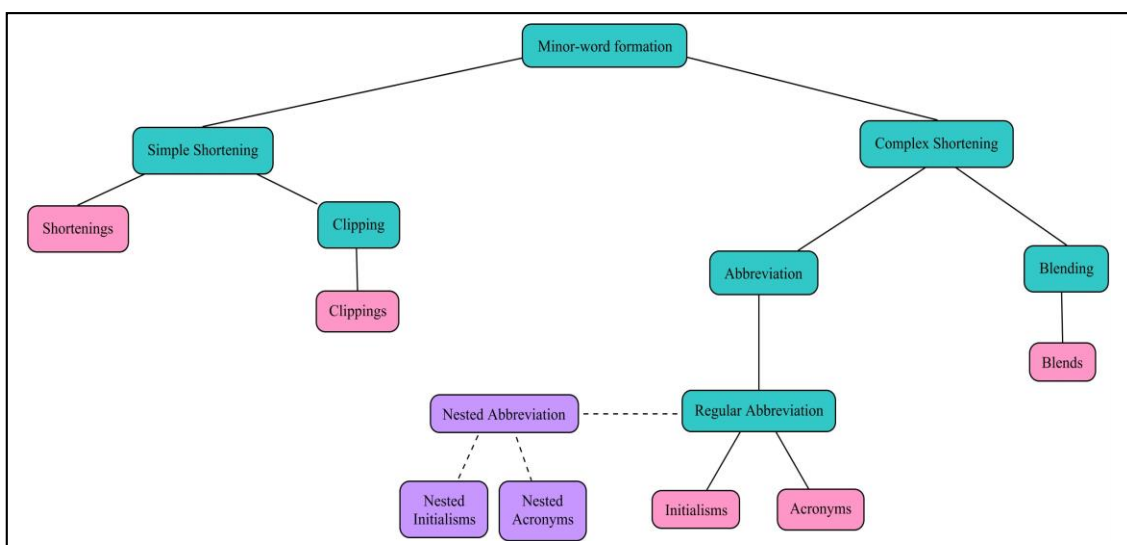 Minor-word formation
Simple Shortening
Complex Shortening
Shortenings
Clipping
Abbreviation
Blending
Clippings
Blends
Nested Abbreviation
Regular Abbreviation
Nested
Initialisms
Nested
Acronyms
Initialisms
Acronyms